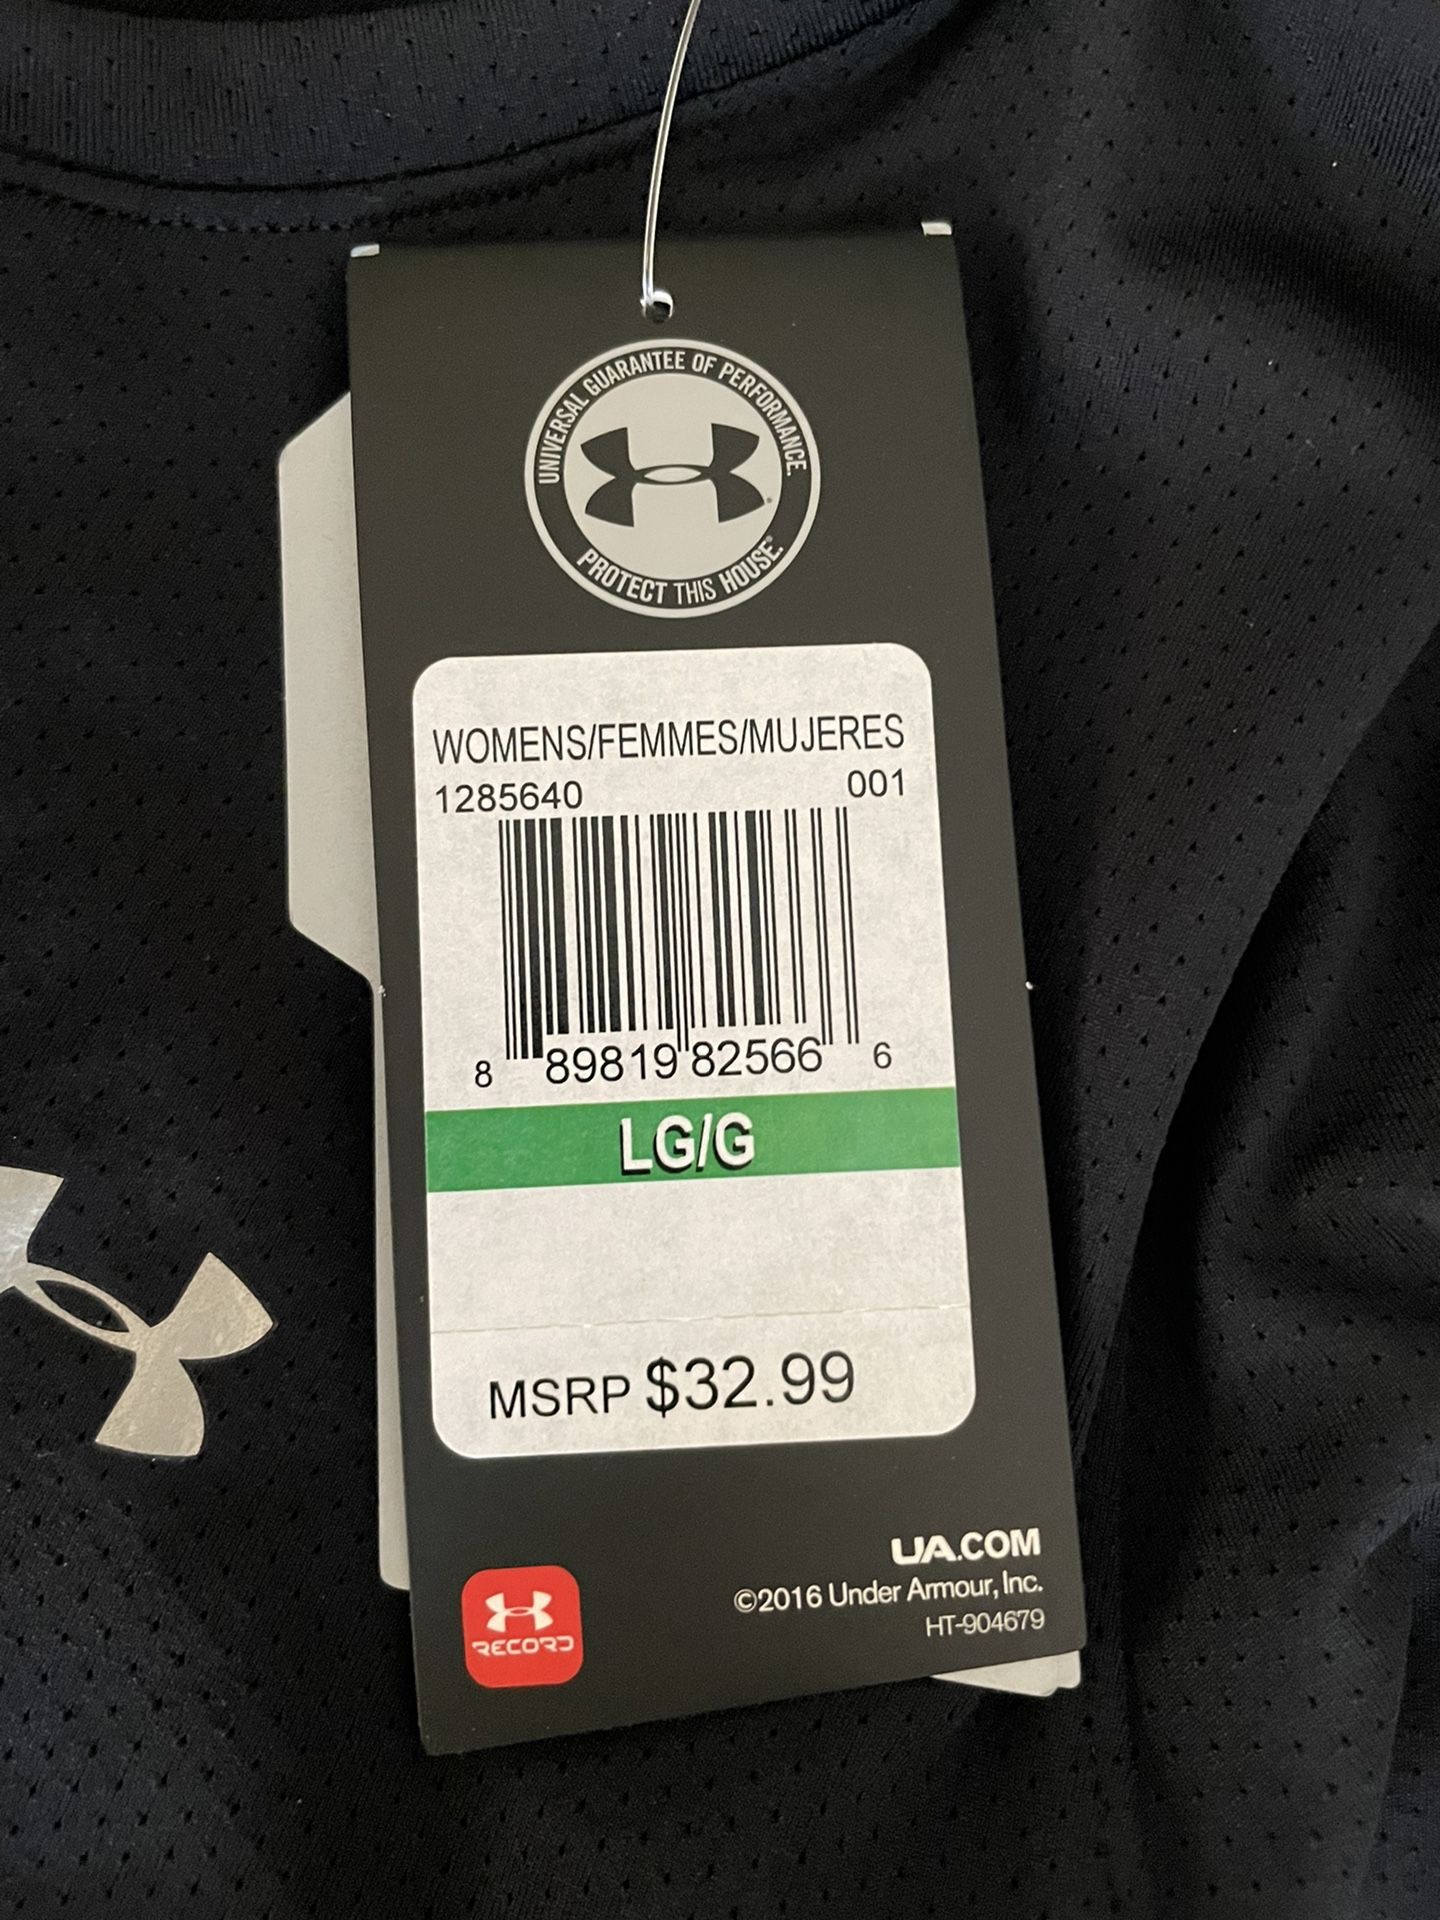 UNIVERSAL GUARANTEE OF PERFORMANCE.
PROTECT THIS HOUSE.®
WOMENS/FEMMES/MUJERES
1285640 001
8 89819 82566 6
LG/G
MSRP $32.99
UA.COM
©2016 Under Armour, Inc.
HT-904679
RECORD